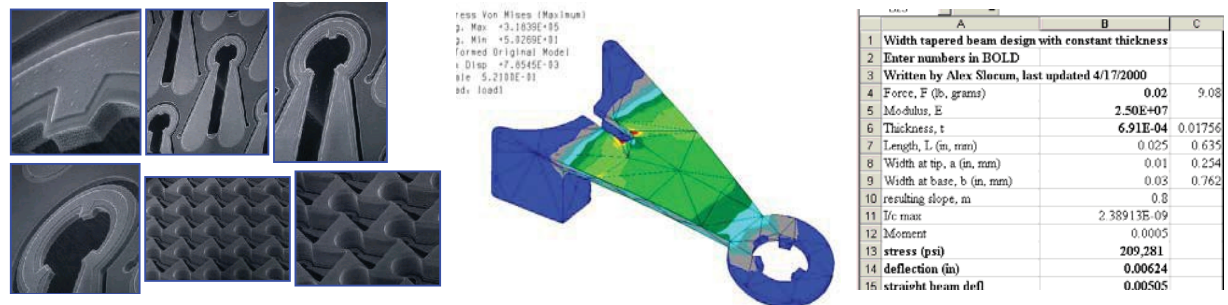 ress Von Mises (Maximum)
g. Max +3.1839E+05
g. Min +5.0269E+01
formed Original Model
Disp +7.8545E-03
ale 5.2100E-01
ed: load1
A B C
1 Width tapered beam design with constant thickness
2 Enter numbers in BOLD
3 Written by Alex Slocum, last updated 4/17/2000
4 Force, F (lb, grams) 0.02 9.08
5 Modulus, E 2.50E+07
6 Thickness, t 6.91E-04 0.01756
7 Length, L (in, mm) 0.025 0.635
8 Width at tip, a (in, mm) 0.01 0.254
9 Width at base, b (in, mm) 0.03 0.762
10 resulting slope, m 0.8
11 I/c max 2.38913E-09
12 Moment 0.0005
13 stress (psi) 209,281
14 deflection (in) 0.00624
15 straight beam defl 0.00505